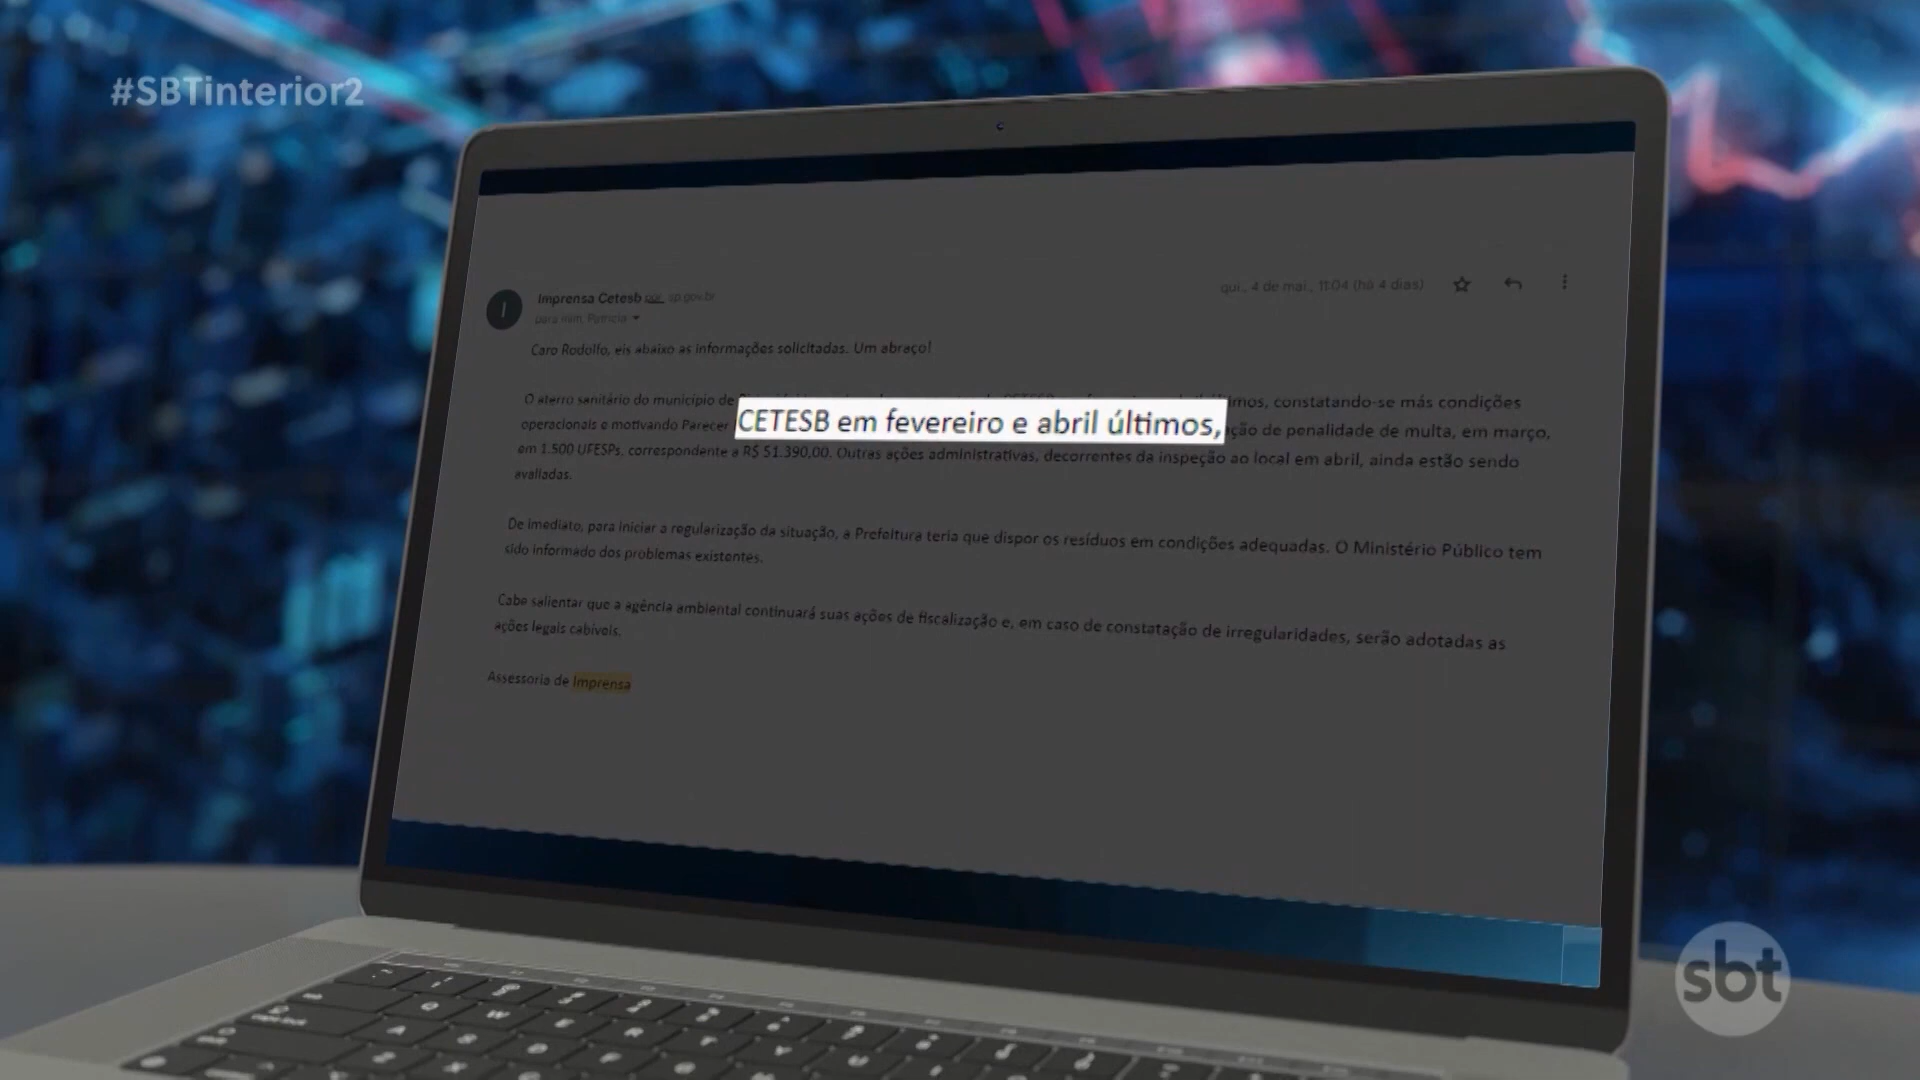 #SBTinterior2
qui., 4 de mai., 11:04 (há 4 dias)
Imprensa Cetesb sp.gov.br
para mim, Patricia
Caro Rodolfo, eis abaixo as informações solicitadas. Um abraço!
O aterro sanitário do município de
CETESB em fevereiro e abril últimos,
constatando-se más condições
operacionais e motivando Parecer de penalidade de multa, em março,
em 1.500 UFESPs, correspondente a R$ 51.390,00. Outras ações administrativas, decorrentes da inspeção ao local em abril, ainda estão sendo
avaliadas.
De imediato, para iniciar a regularização da situação, a Prefeitura teria que dispor os resíduos em condições adequadas. O Ministério Público tem
sido informado dos problemas existentes.
Cabe salientar que a agência ambiental continuará suas ações de fiscalização e, em caso de constatação de irregularidades, serão adotadas as
ações legais cabíveis.
Assessoria de Imprensa
sbt